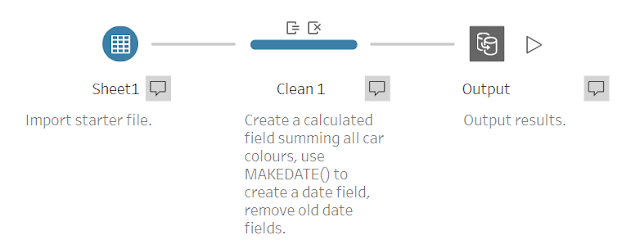 Sheet1
Clean 1
Output
Import starter file.
Create a calculated
field summing all car
colours, use
MAKEDATE() to
create a date field,
remove old date
fields.
Output results.